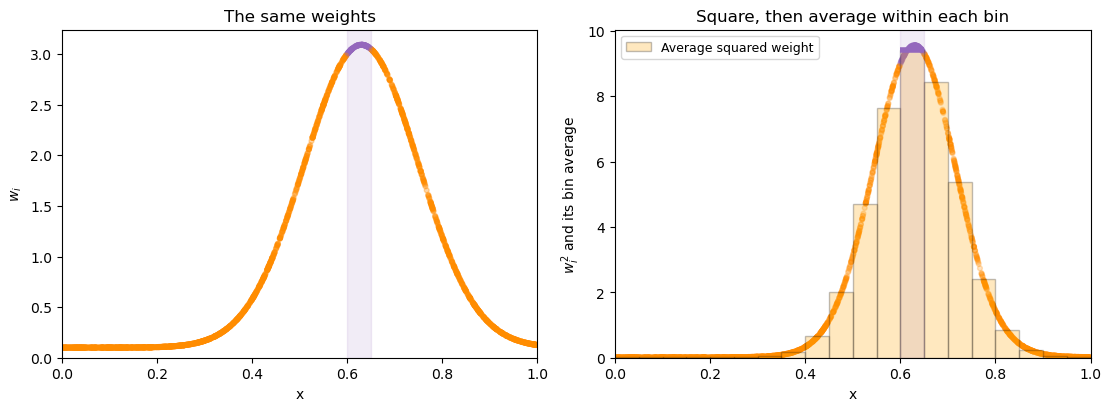 The same weights
3.0
2.5
2.0
1.5
1.0
0.5
0.0
w_i
0.0 0.2 0.4 0.6 0.8 1.0
x
Square, then average within each bin
Average squared weight
10
8
6
4
2
0
w_i^2 and its bin average
0.0 0.2 0.4 0.6 0.8 1.0
x